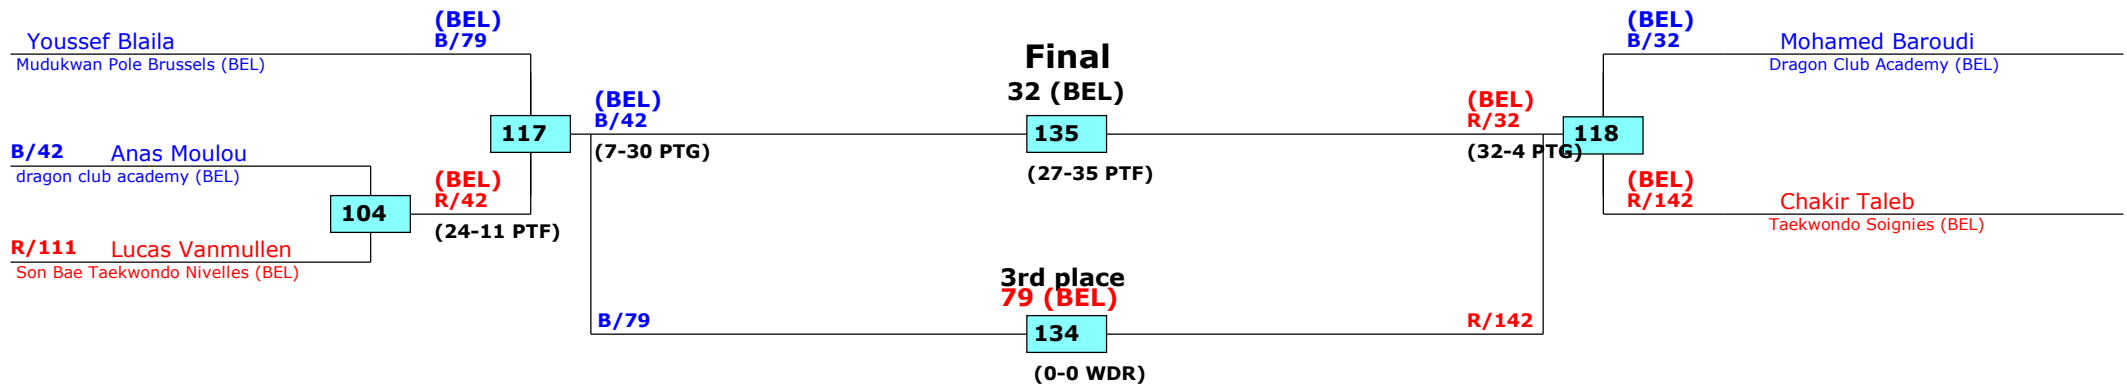 (BEL)
B/79
Youssef Blaila
Mudukwan Pole Brussels (BEL)
B/42 Anas Moulou
dragon club academy (BEL)
R/111 Lucas Vanmullen
Son Bae Taekwondo Nivelles (BEL)
104
(BEL)
R/42
(24-11 PTF)
117
(BEL)
B/42
(7-30 PTG)
Final
32 (BEL)
135
(27-35 PTF)
3rd place
79 (BEL)
134
(0-0 WDR)
B/79
R/142
(BEL)
R/32
(32-4 PTG)
118
(BEL)
B/32
Mohamed Baroudi
Dragon Club Academy (BEL)
(BEL)
R/142
Chakir Taleb
Taekwondo Soignies (BEL)